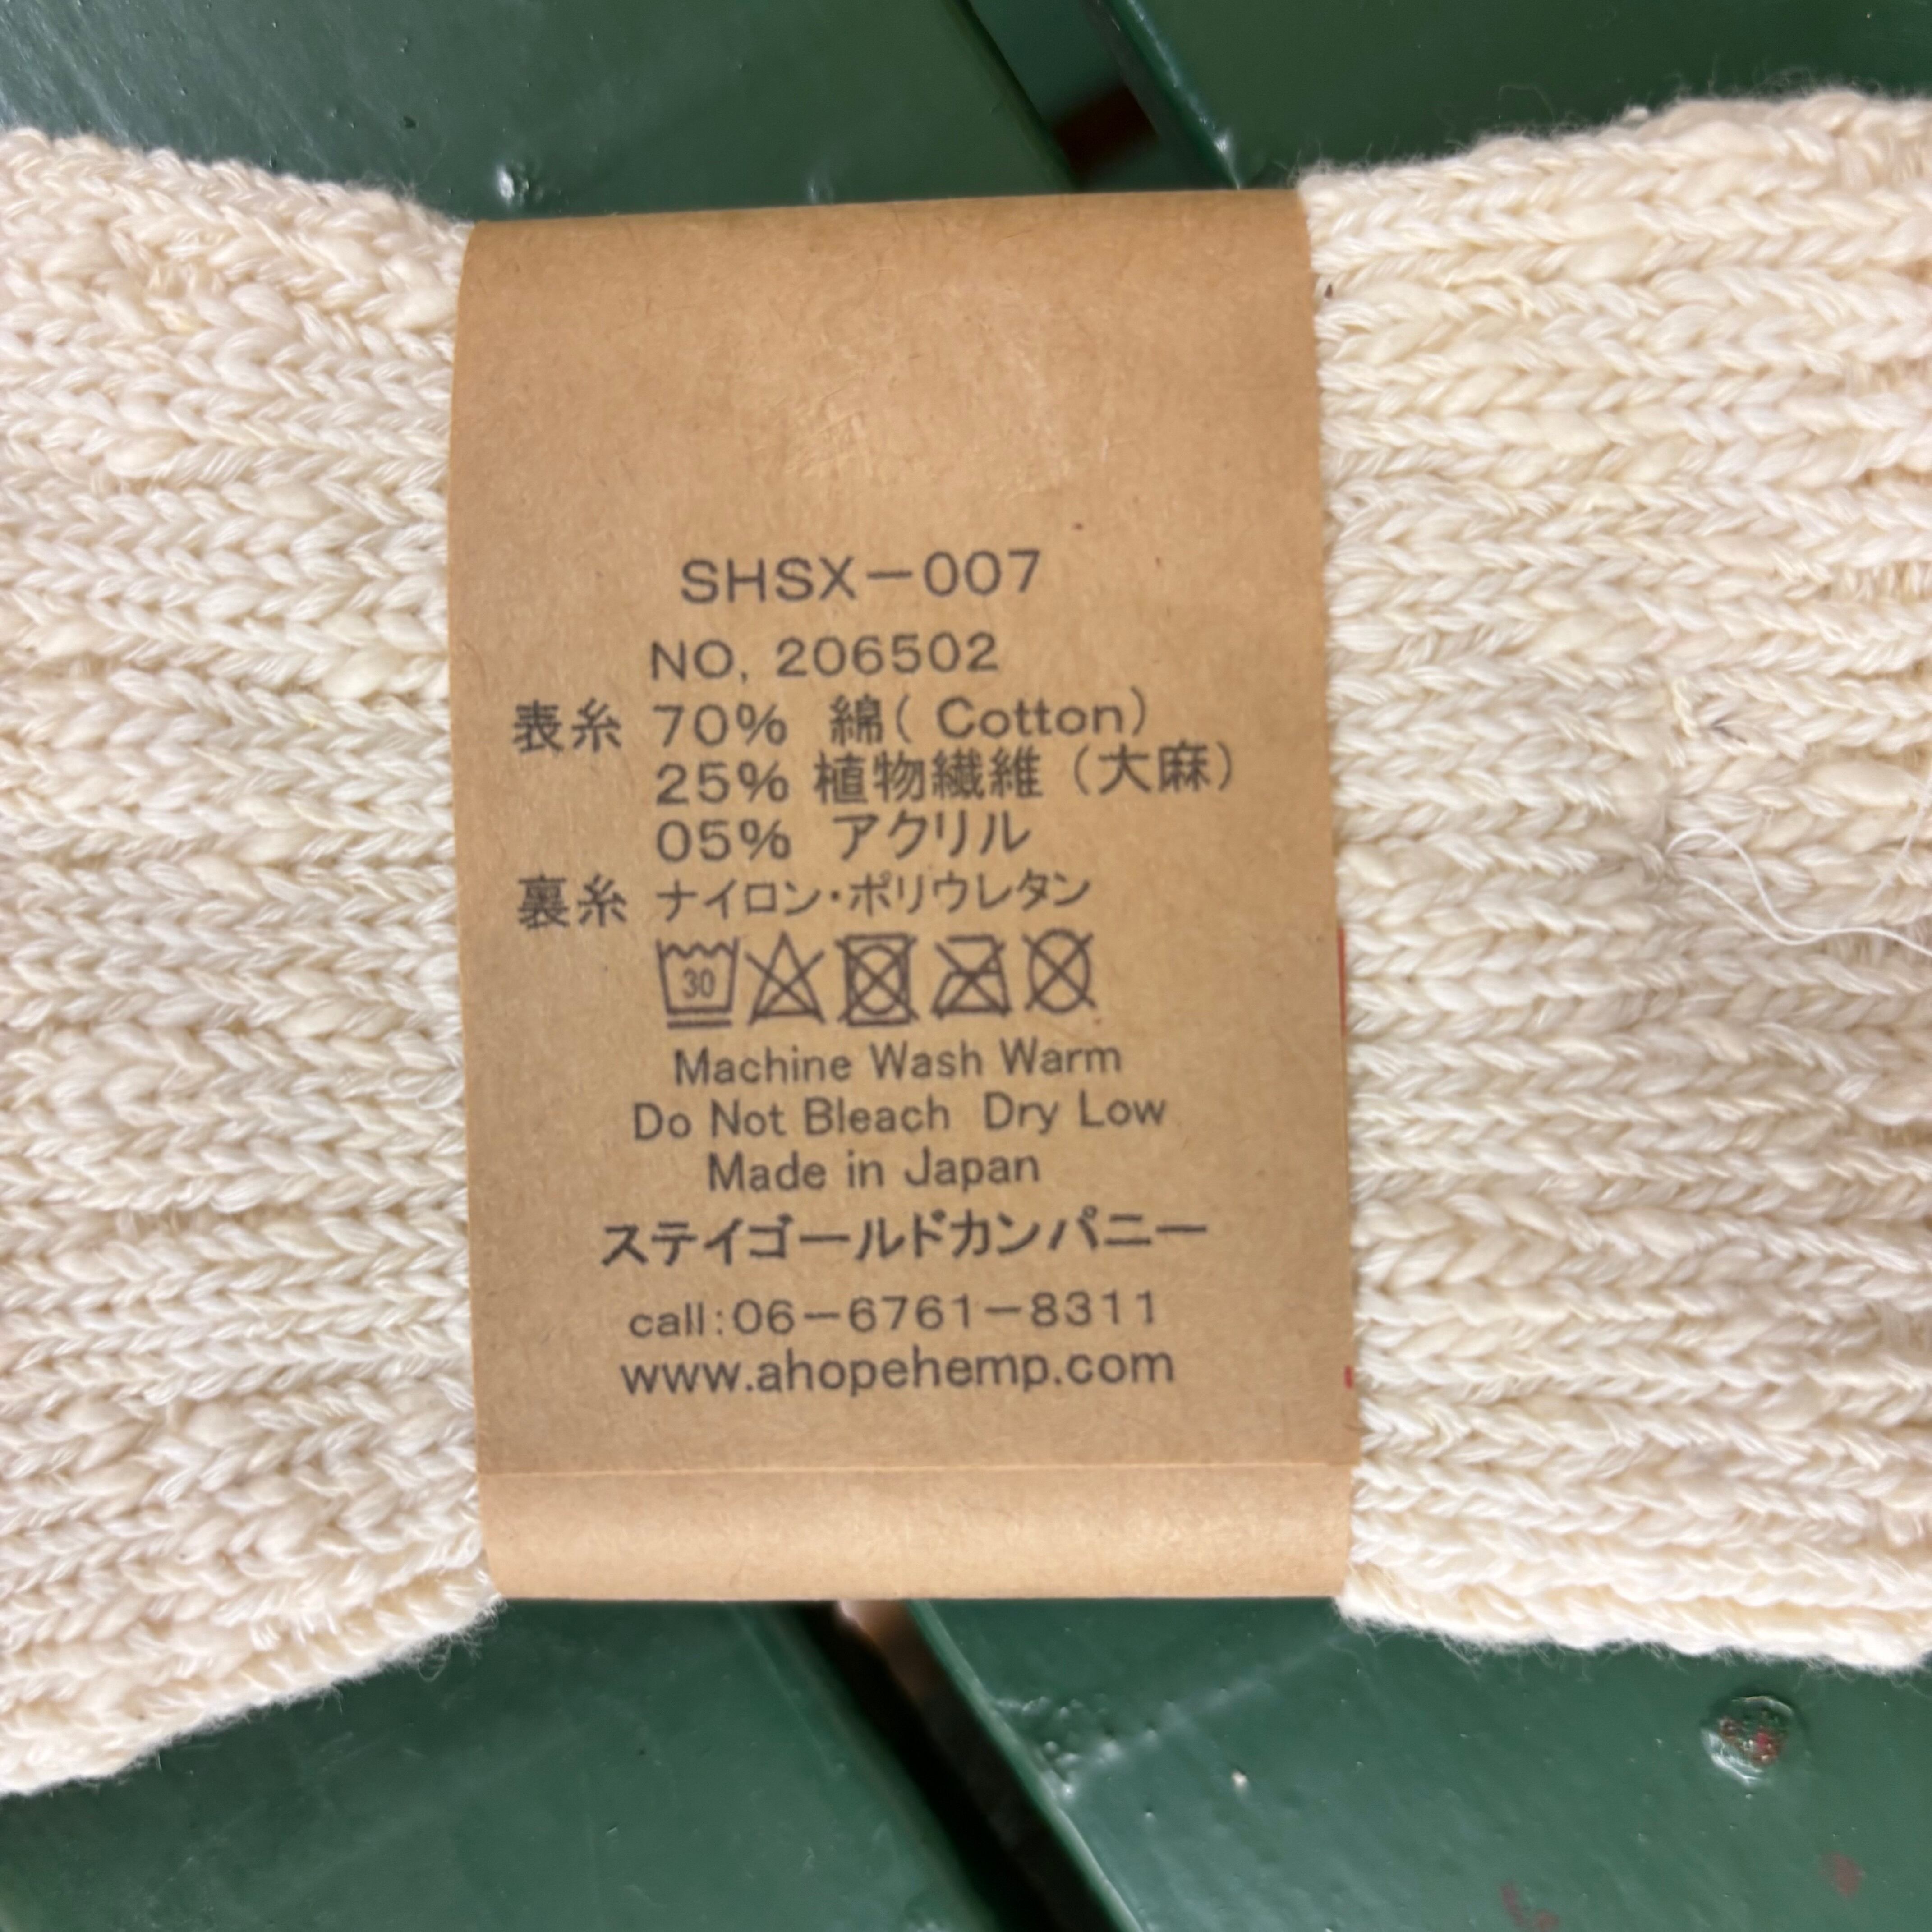 SHSX-007
NO, 206502
表糸 70% 綿( Cotton)
25% 植物繊維（大麻）
05% アクリル
裏糸 ナイロン・ポリウレタン
30
Machine Wash Warm
Do Not Bleach Dry Low
Made in Japan
ステイゴールドカンパニー
call:06-6761-8311
www.ahopehemp.com